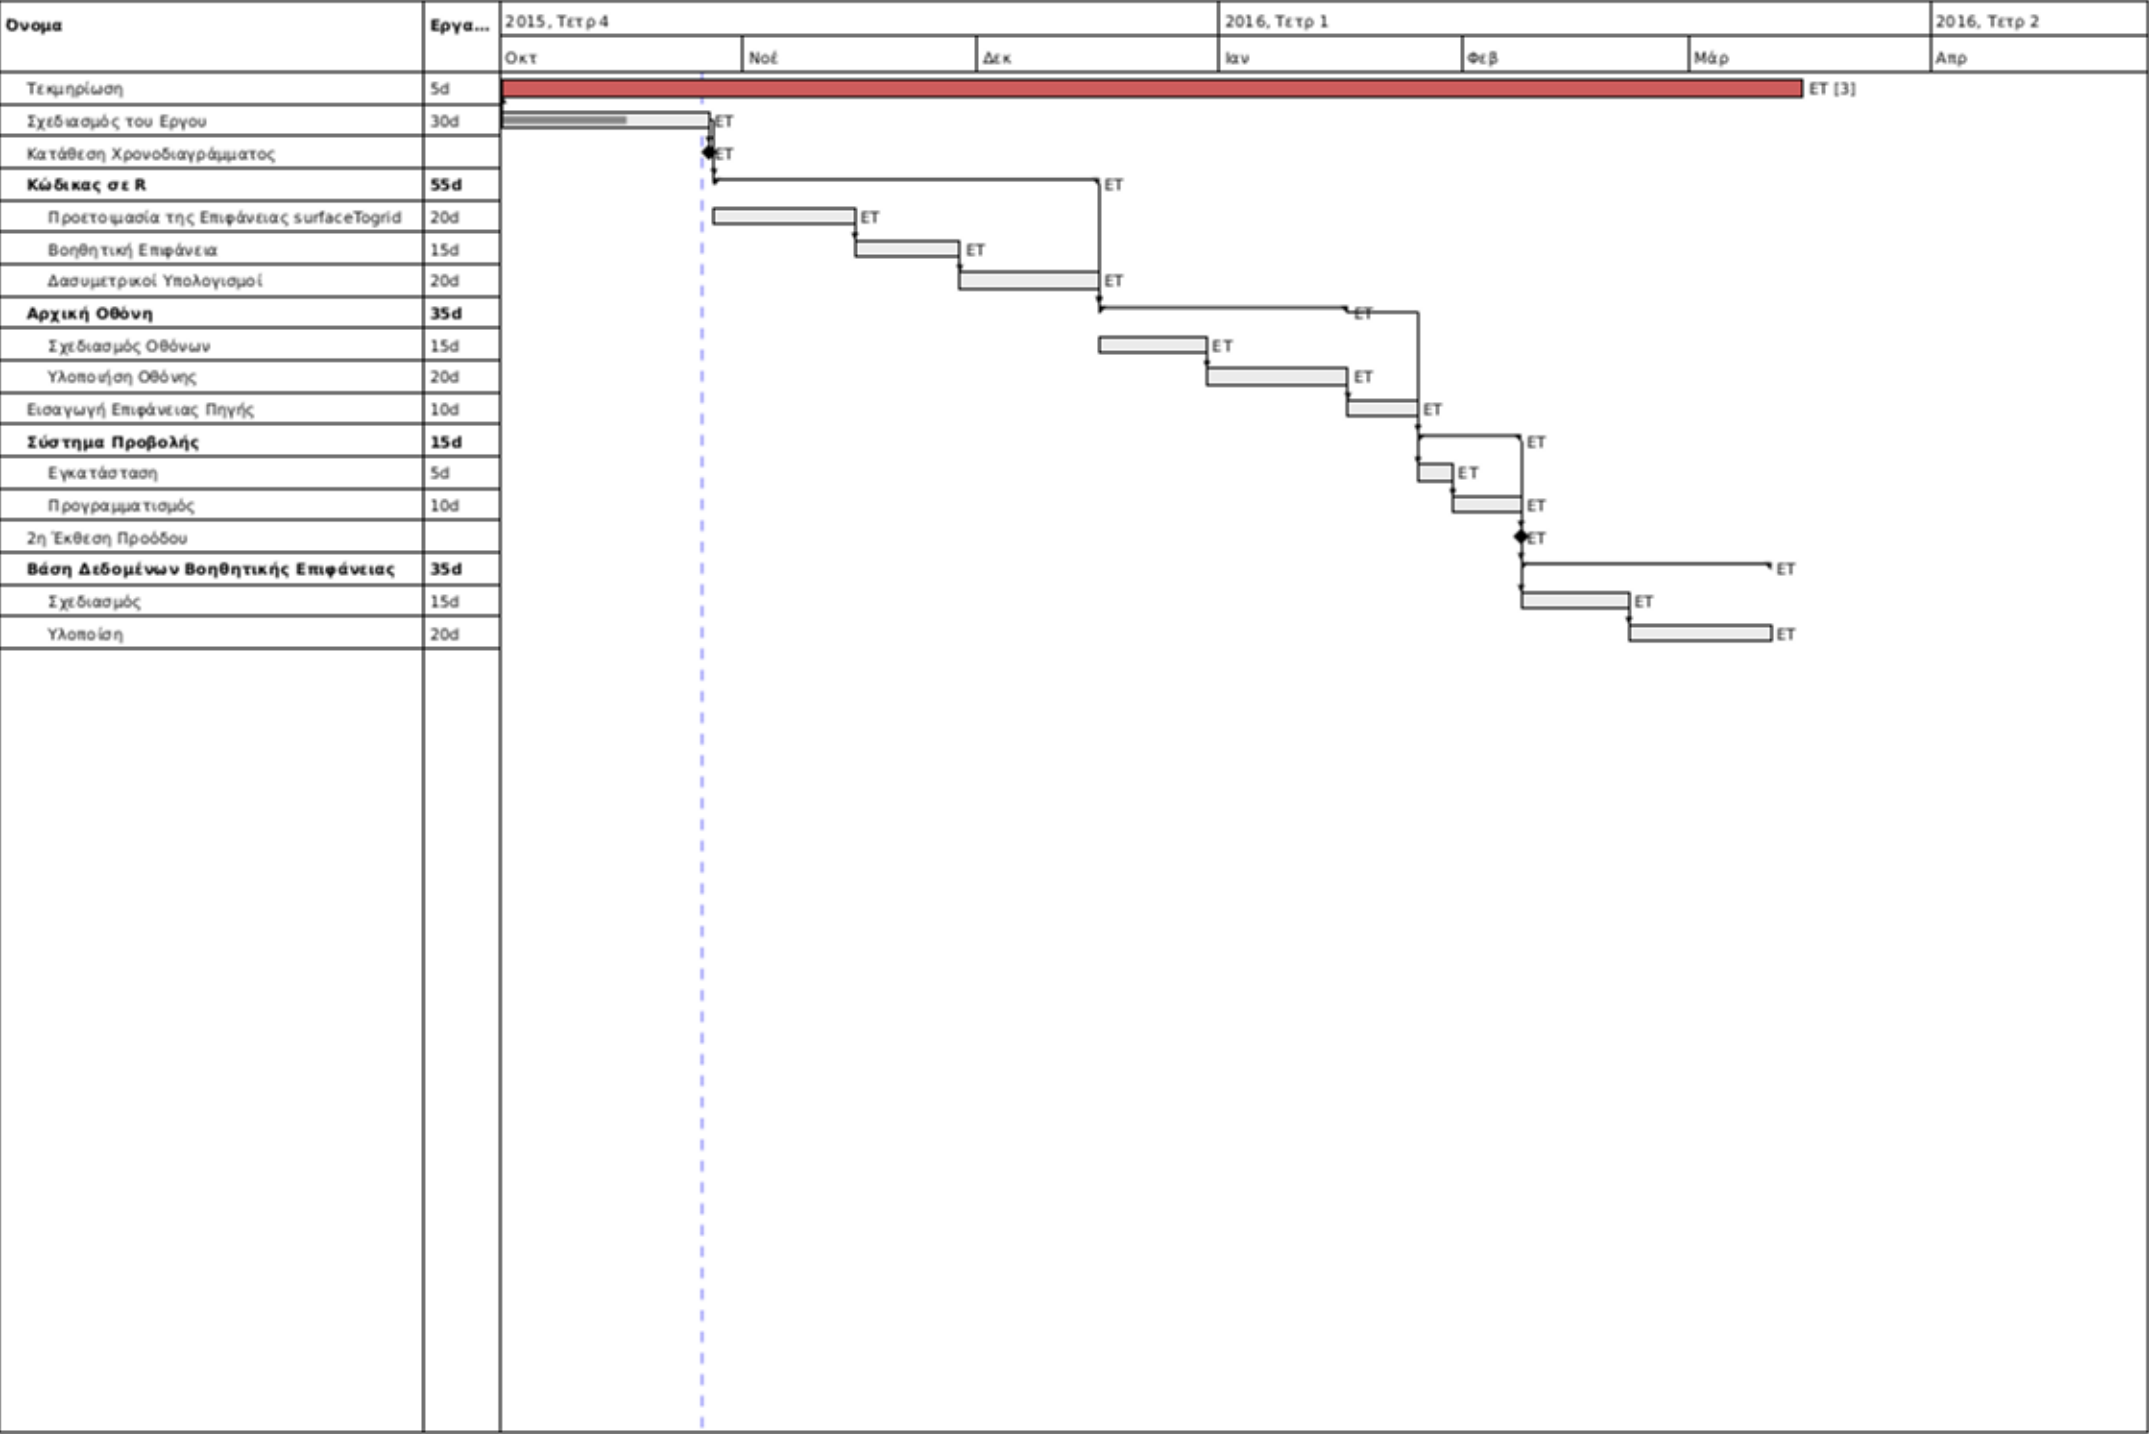 Όνομα Εργα... 2015, Τετρ 4 2016, Τετρ 1 2016, Τετρ 2
Οκτ Νοέ Δεκ Ιαν Φεβ Μάρ Απρ
Τεκμηρίωση 5d ET [3]
Σχεδιασμός του Εργου 30d ET
Κατάθεση Χρονοδιαγράμματος ET
Κώδικας σε R 55d ET
Προετοιμασία της Επιφάνειας surfaceTogrid 20d ET
Βοηθητική Επιφάνεια 15d ET
Δασυμετρικοί Υπολογισμοί 20d ET
Αρχική Οθόνη 35d ET
Σχεδιασμός Οθόνων 15d ET
Υλοποιήση Οθόνης 20d ET
Εισαγωγή Επιφάνειας Πηγής 10d ET
Σύστημα Προβολής 15d ET
Εγκατάσταση 5d ET
Προγραμματισμός 10d ET
2η Έκθεση Προόδου ET
Βάση Δεδομένων Βοηθητικής Επιφάνειας 35d ET
Σχεδιασμός 15d ET
Υλοποίση 20d ET